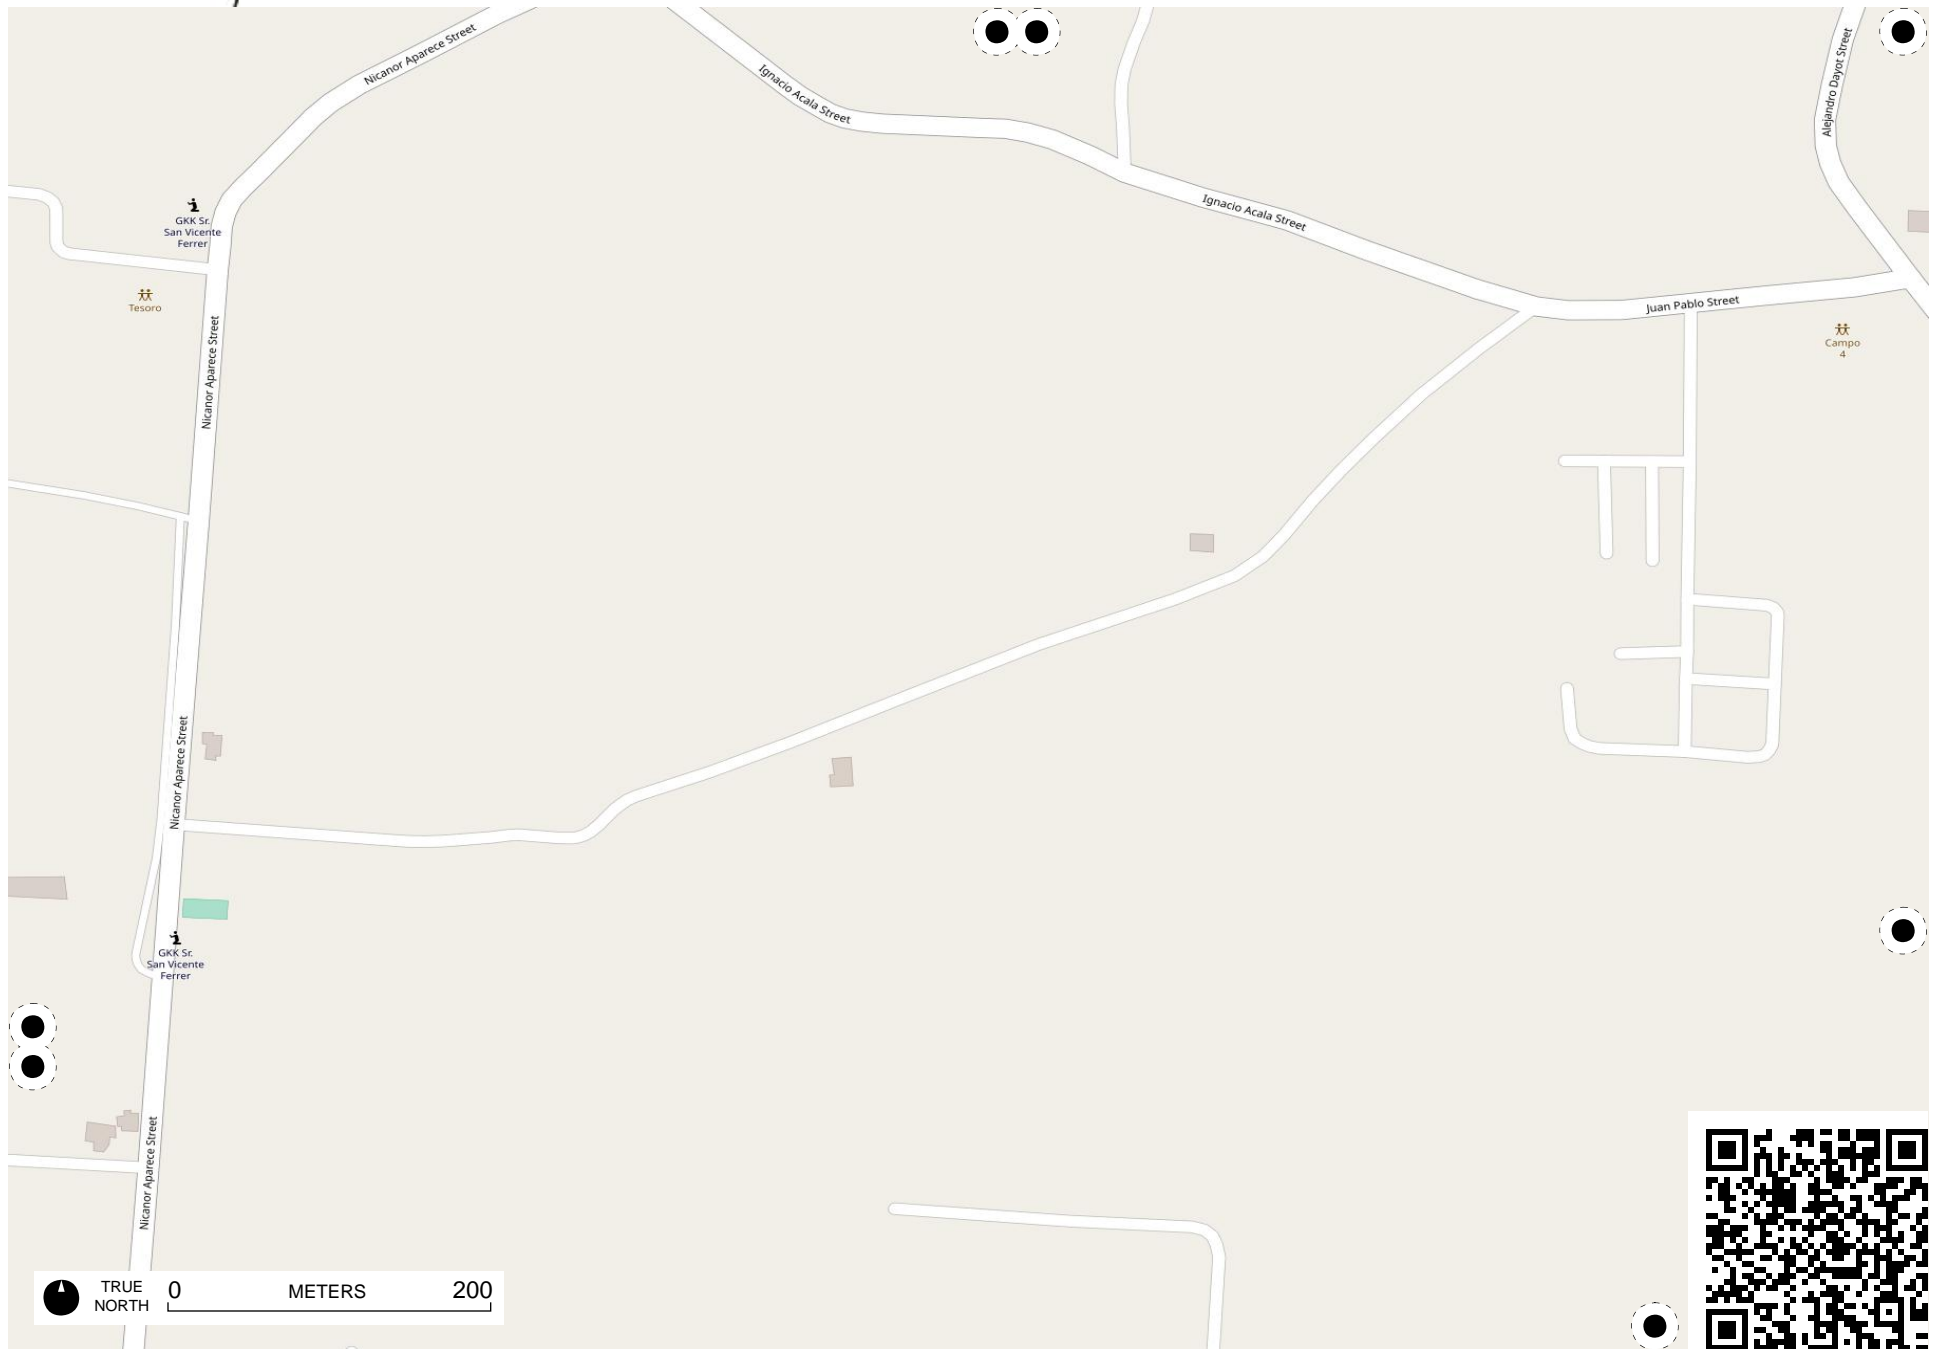 Nicanor Aparece Street
Ignacio Acala Street
Alejandro Dayot Street
Ignacio Acala Street
GKK Sr.
San Vicente
Ferrer
Tesoro
Juan Pablo Street
Campo
4
Nicanor Aparece Street
Nicanor Aparece Street
GKK Sr.
San Vicente
Ferrer
Nicanor Aparece Street
TRUE
NORTH
0 METERS 200